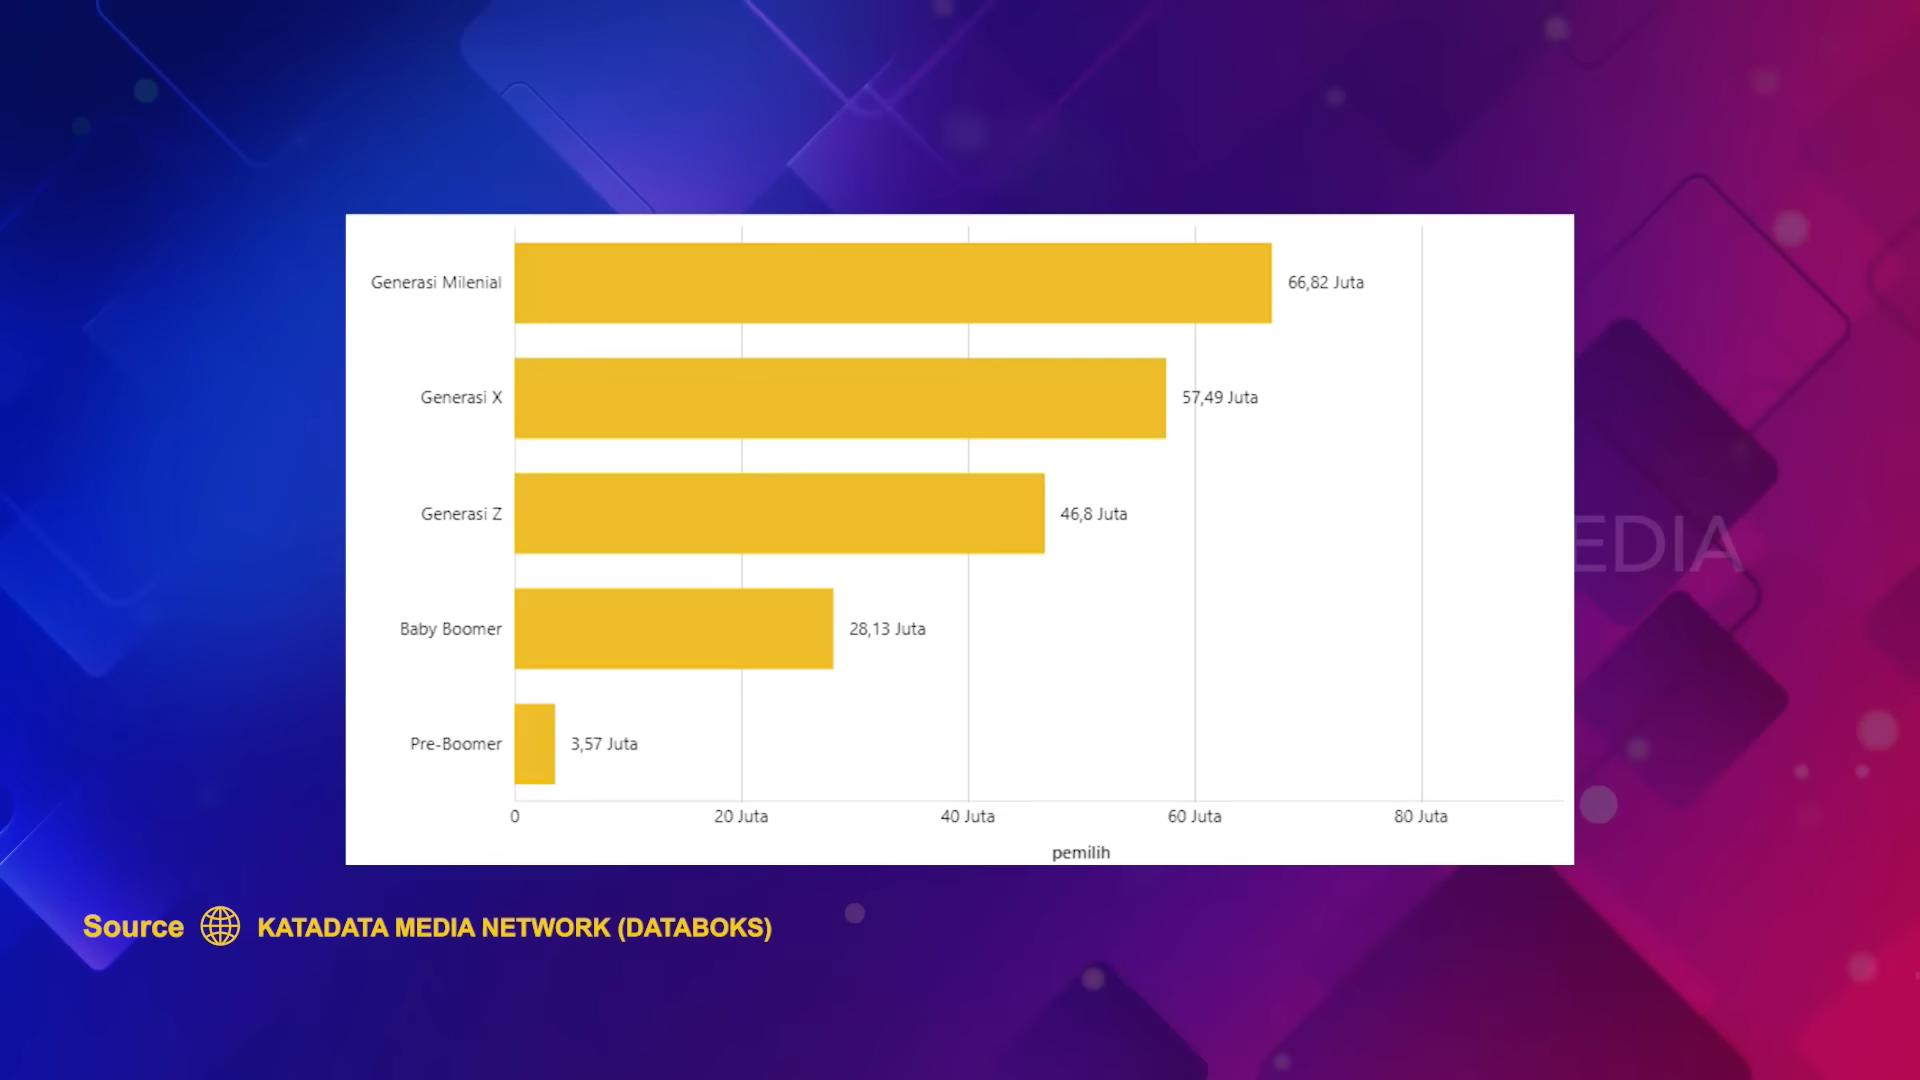 Generasi Milenial 66,82 Juta
Generasi X 57,49 Juta
Generasi Z 46,8 Juta
Baby Boomer 28,13 Juta
Pre-Boomer 3,57 Juta
0 20 Juta 40 Juta 60 Juta 80 Juta
pemilih
EDIA
Source KATADATA MEDIA NETWORK (DATABOKS)